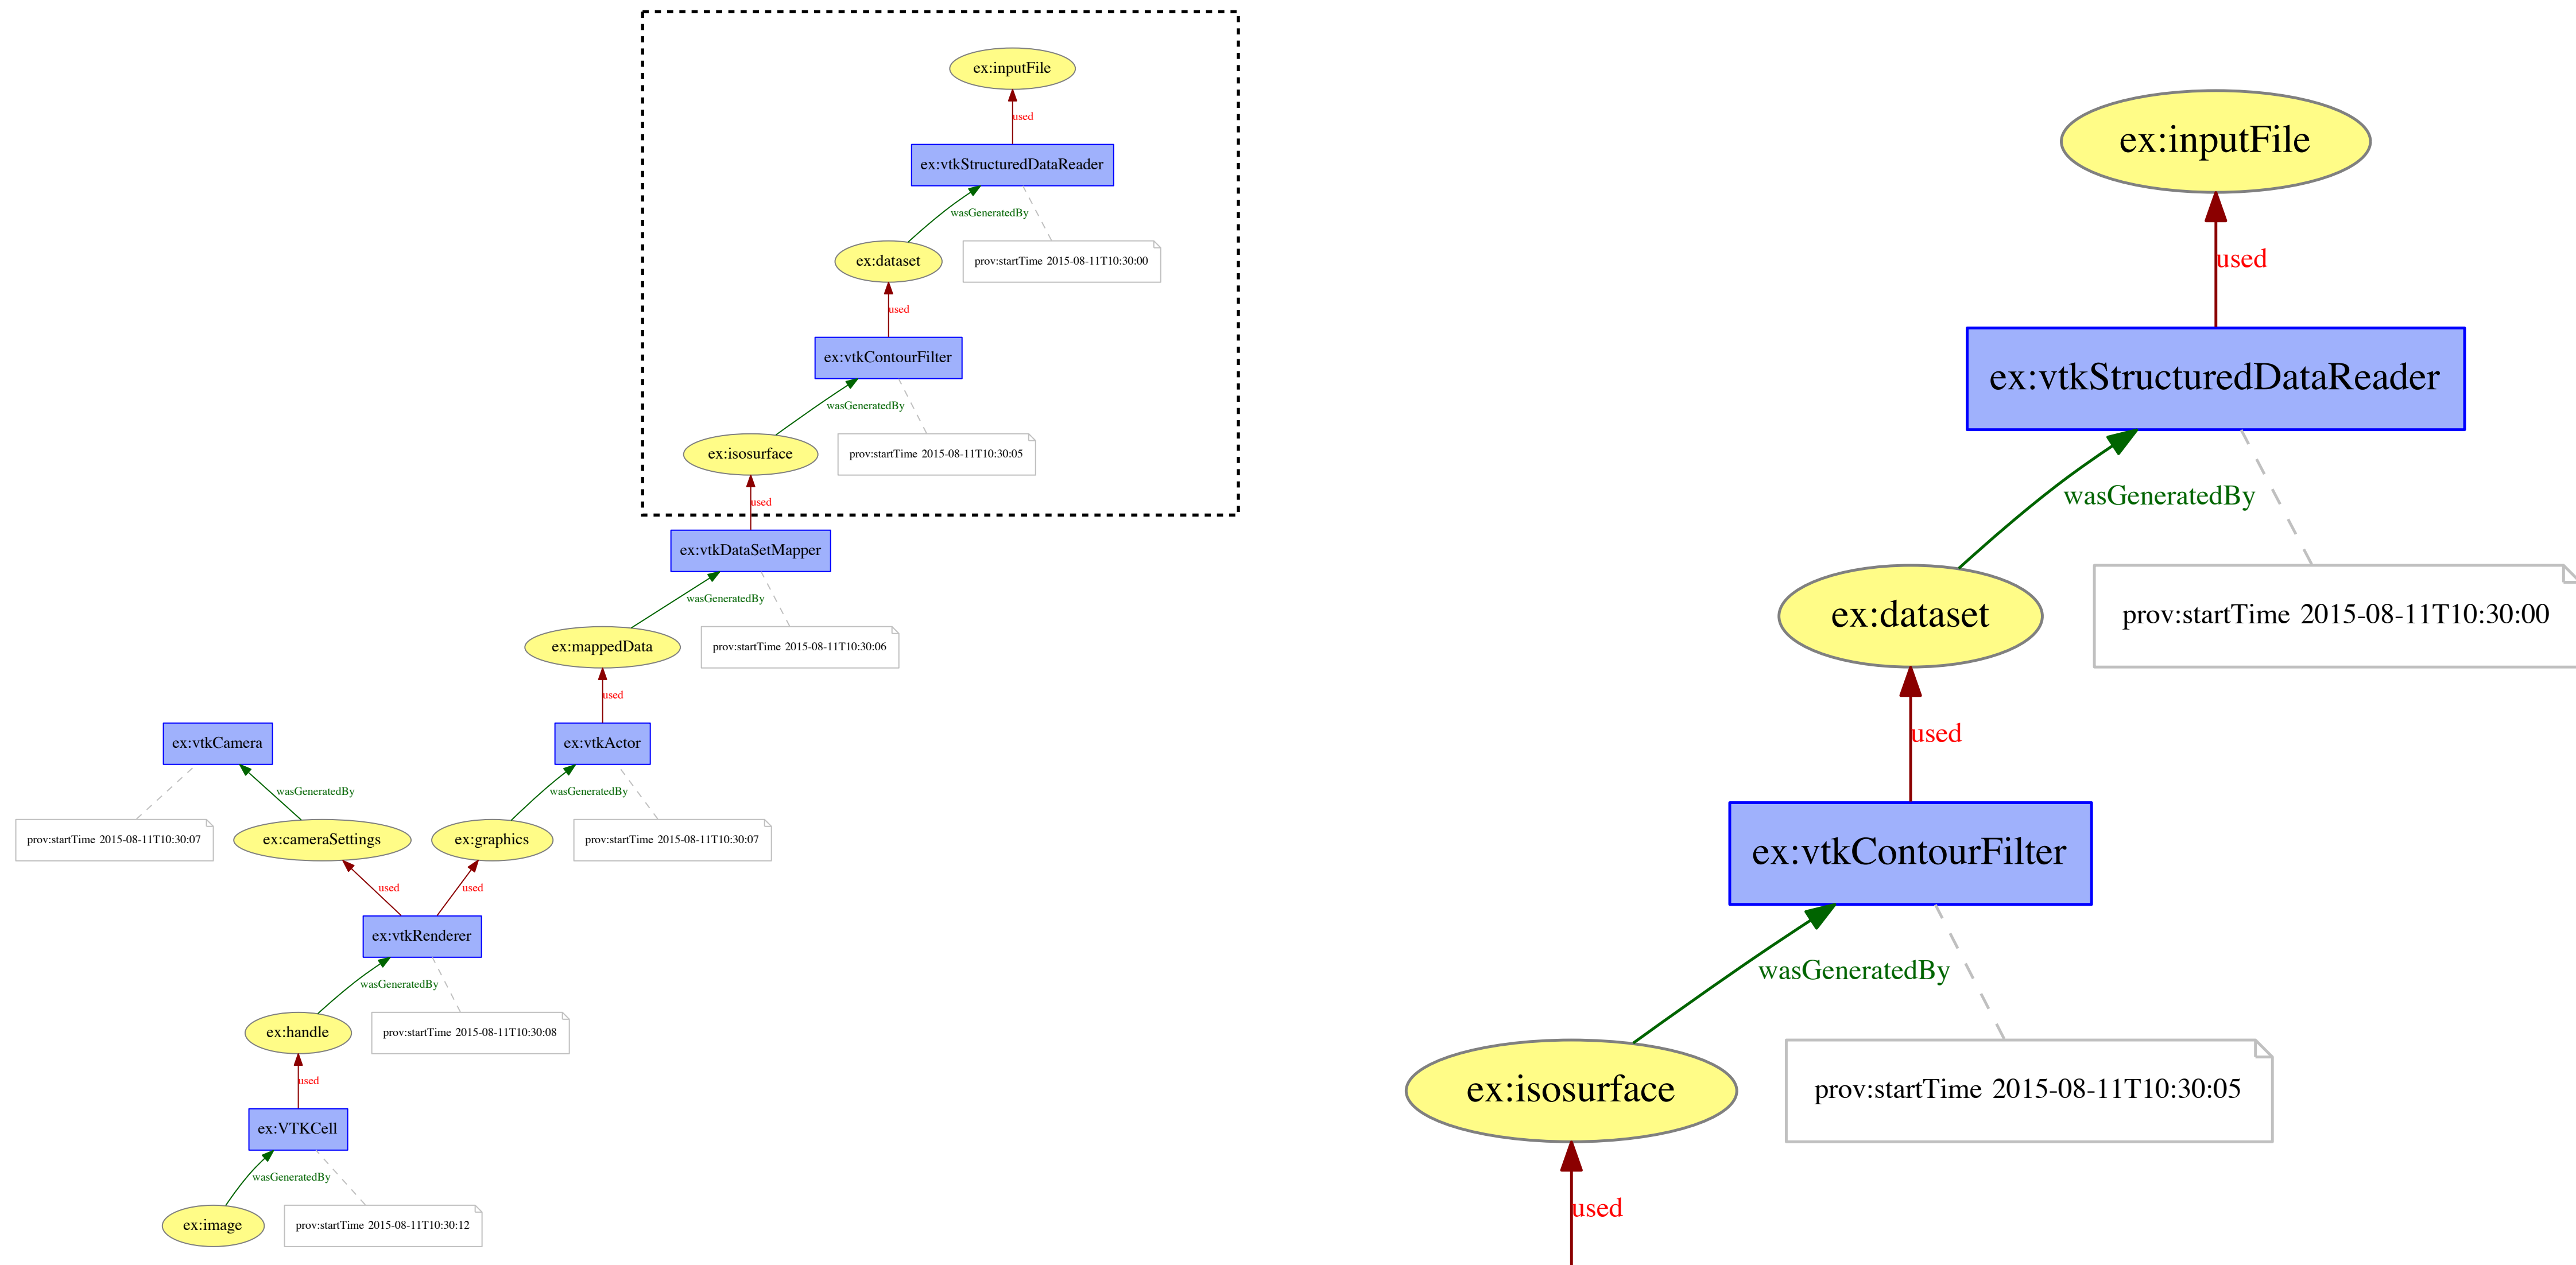 ex:inputFile
used
ex:vtkStructuredDataReader
wasGeneratedBy
ex:dataset
prov:startTime 2015-08-11T10:30:00
used
ex:vtkContourFilter
wasGeneratedBy
ex:isosurface
prov:startTime 2015-08-11T10:30:05
used
ex:vtkDataSetMapper
wasGeneratedBy
ex:mappedData
prov:startTime 2015-08-11T10:30:06
used
ex:vtkCamera
ex:vtkActor
wasGeneratedBy
wasGeneratedBy
prov:startTime 2015-08-11T10:30:07
ex:cameraSettings
ex:graphics
prov:startTime 2015-08-11T10:30:07
used
used
ex:vtkRenderer
wasGeneratedBy
ex:handle
prov:startTime 2015-08-11T10:30:08
used
ex:VTKCell
wasGeneratedBy
ex:image
prov:startTime 2015-08-11T10:30:12
ex:inputFile
used
ex:vtkStructuredDataReader
wasGeneratedBy
ex:dataset
prov:startTime 2015-08-11T10:30:00
used
ex:vtkContourFilter
wasGeneratedBy
ex:isosurface
prov:startTime 2015-08-11T10:30:05
used